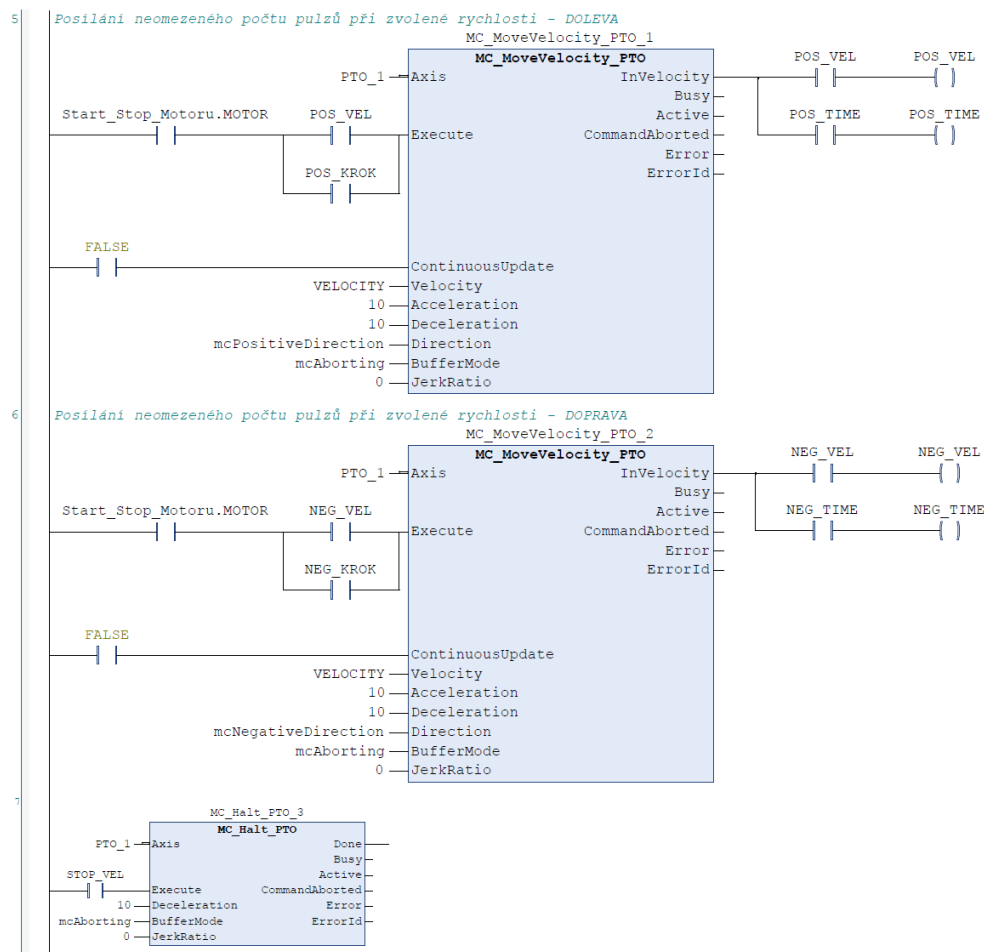 5 Posílání neomezeného počtu pulzů při zvolené rychlosti - DOLEVA
MC_MoveVelocity_PTO_1
MC_MoveVelocity_PTO
POS_VEL POS_VEL
PTO_1 Axis InVelocity
Busy
Start_Stop_Motoru.MOTOR POS_VEL Active POS_TIME POS_TIME
Execute CommandAborted
Error
POS_KROK ErrorId
FALSE
ContinuousUpdate
VELOCITY Velocity
10 Acceleration
10 Deceleration
mcPositiveDirection Direction
mcAborting BufferMode
0 JerkRatio
6 Posílání neomezeného počtu pulzů při zvolené rychlosti - DOPRAVA
MC_MoveVelocity_PTO_2
MC_MoveVelocity_PTO
NEG_VEL NEG_VEL
PTO_1 Axis InVelocity
Busy
Start_Stop_Motoru.MOTOR NEG_VEL Active NEG_TIME NEG_TIME
Execute CommandAborted
Error
NEG_KROK ErrorId
FALSE
ContinuousUpdate
VELOCITY Velocity
10 Acceleration
10 Deceleration
mcNegativeDirection Direction
mcAborting BufferMode
0 JerkRatio
7
MC_Halt_PTO_3
MC_Halt_PTO
PTO_1 Axis Done
Busy
STOP_VEL Active
Execute CommandAborted
10 Deceleration Error
mcAborting BufferMode ErrorId
0 JerkRatio